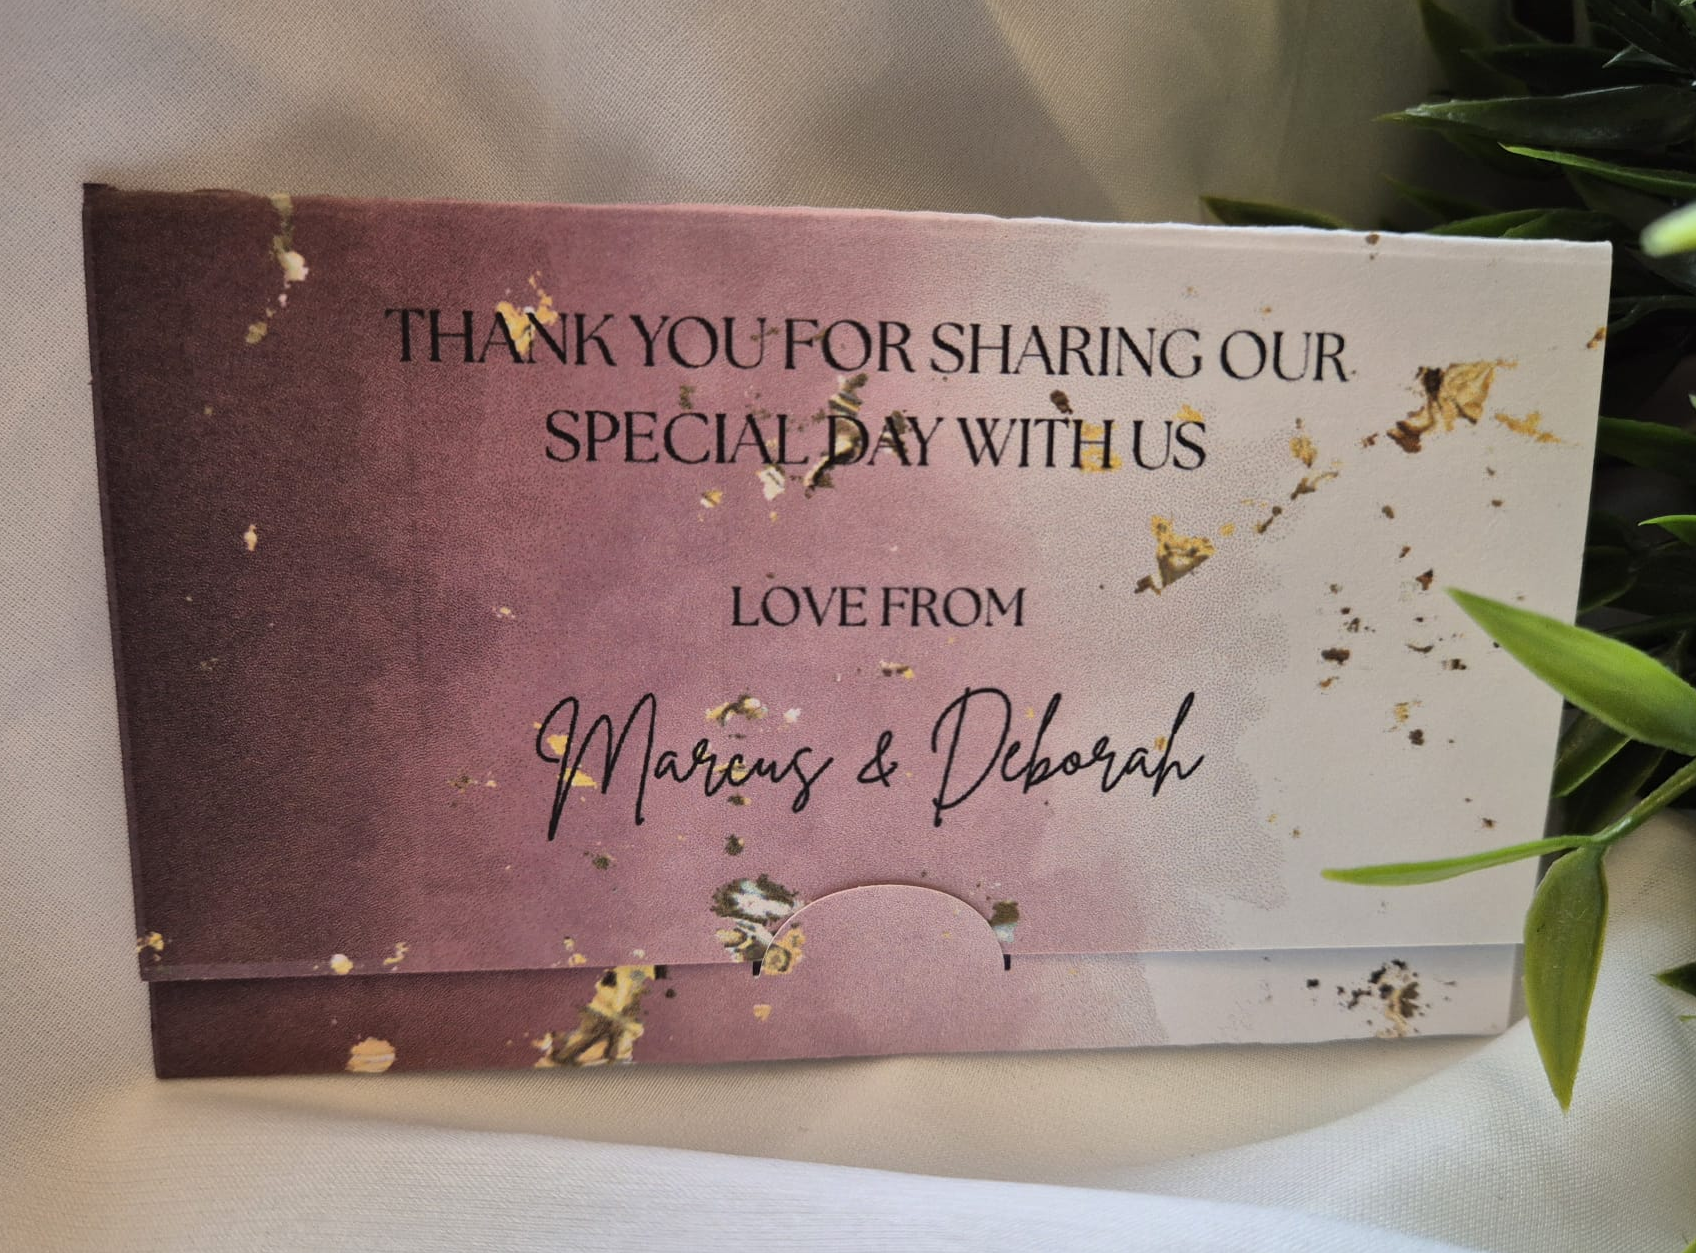 THANK YOU FOR SHARING OUR
SPECIAL DAY WITH US
LOVE FROM
Marcus & Deborah